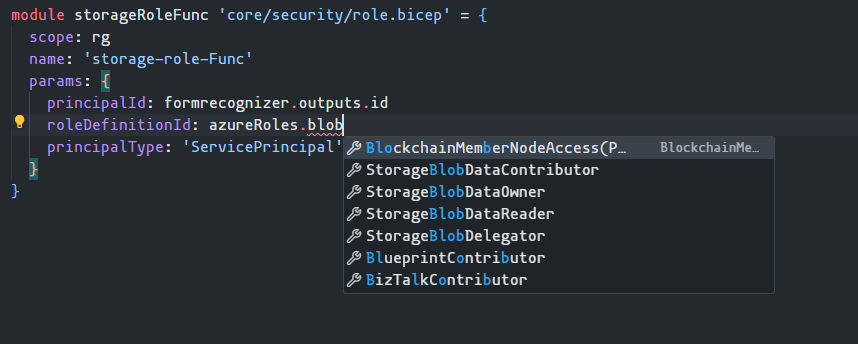 module storageRoleFunc 'core/security/role.bicep' = {
scope: rg
name: 'storage-role-Func'
params: {
principalId: formrecognizer.outputs.id
roleDefinitionId: azureRoles.blob
principalType: 'ServicePrincipal'
}
}
BlockchainMemberNodeAccess(P… BlockchainMe…
StorageBlobDataContributor
StorageBlobDataOwner
StorageBlobDataReader
StorageBlobDelegator
BlueprintContributor
BizTalkContributor